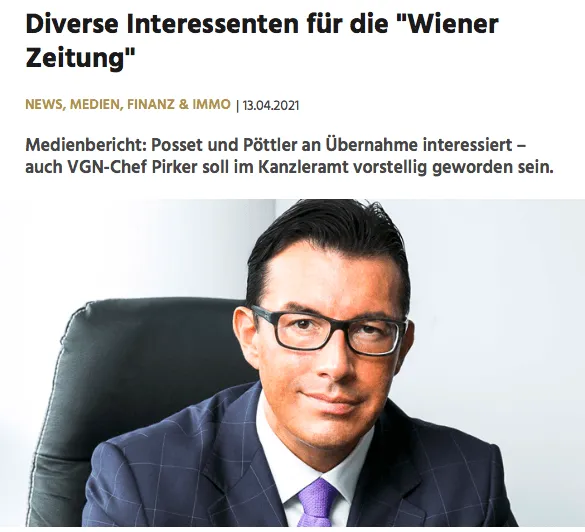 Diverse Interessenten für die "Wiener
Zeitung"
NEWS, MEDIEN, FINANZ & IMMO | 13.04.2021
Medienbericht: Posset und Pöttler an Übernahme interessiert –
auch VGN-Chef Pirker soll im Kanzleramt vorstellig geworden sein.